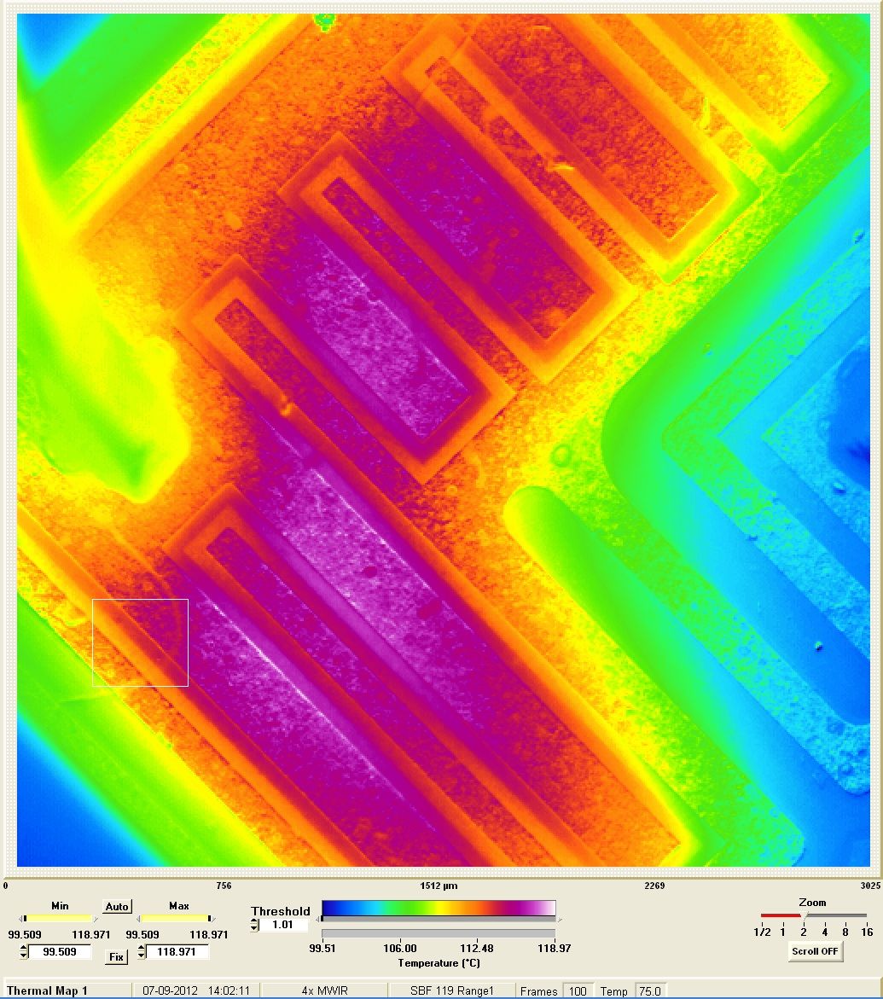 0 756 1512 µm 2269 3025
Min Auto Max
99.509 118.971 99.509 118.971
99.509 Fix 118.971
Threshold
1.01
99.51 106.00 112.48 118.97
Temperature (°C)
Zoom
1/2 1 2 4 8 16
Scroll OFF
Thermal Map 1 07-09-2012 14:02:11 4x MWIR SBF 119 Range1 Frames 100 Temp 75.0